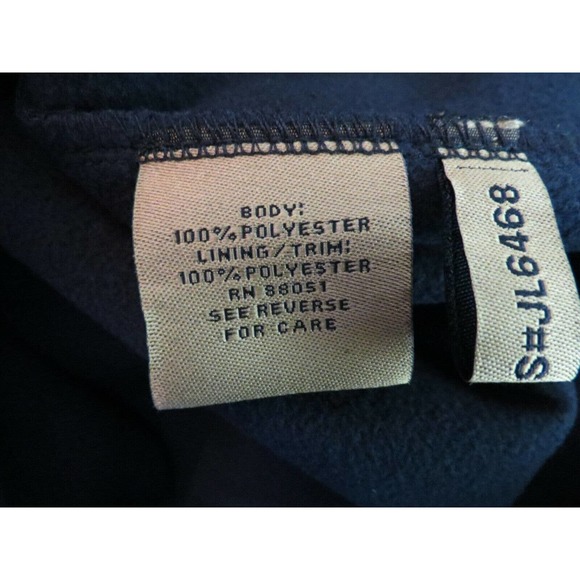 BODY:
100% POLYESTER
LINING/TRIM:
100% POLYESTER
RN 88051
SEE REVERSE
FOR CARE
S#JL6468